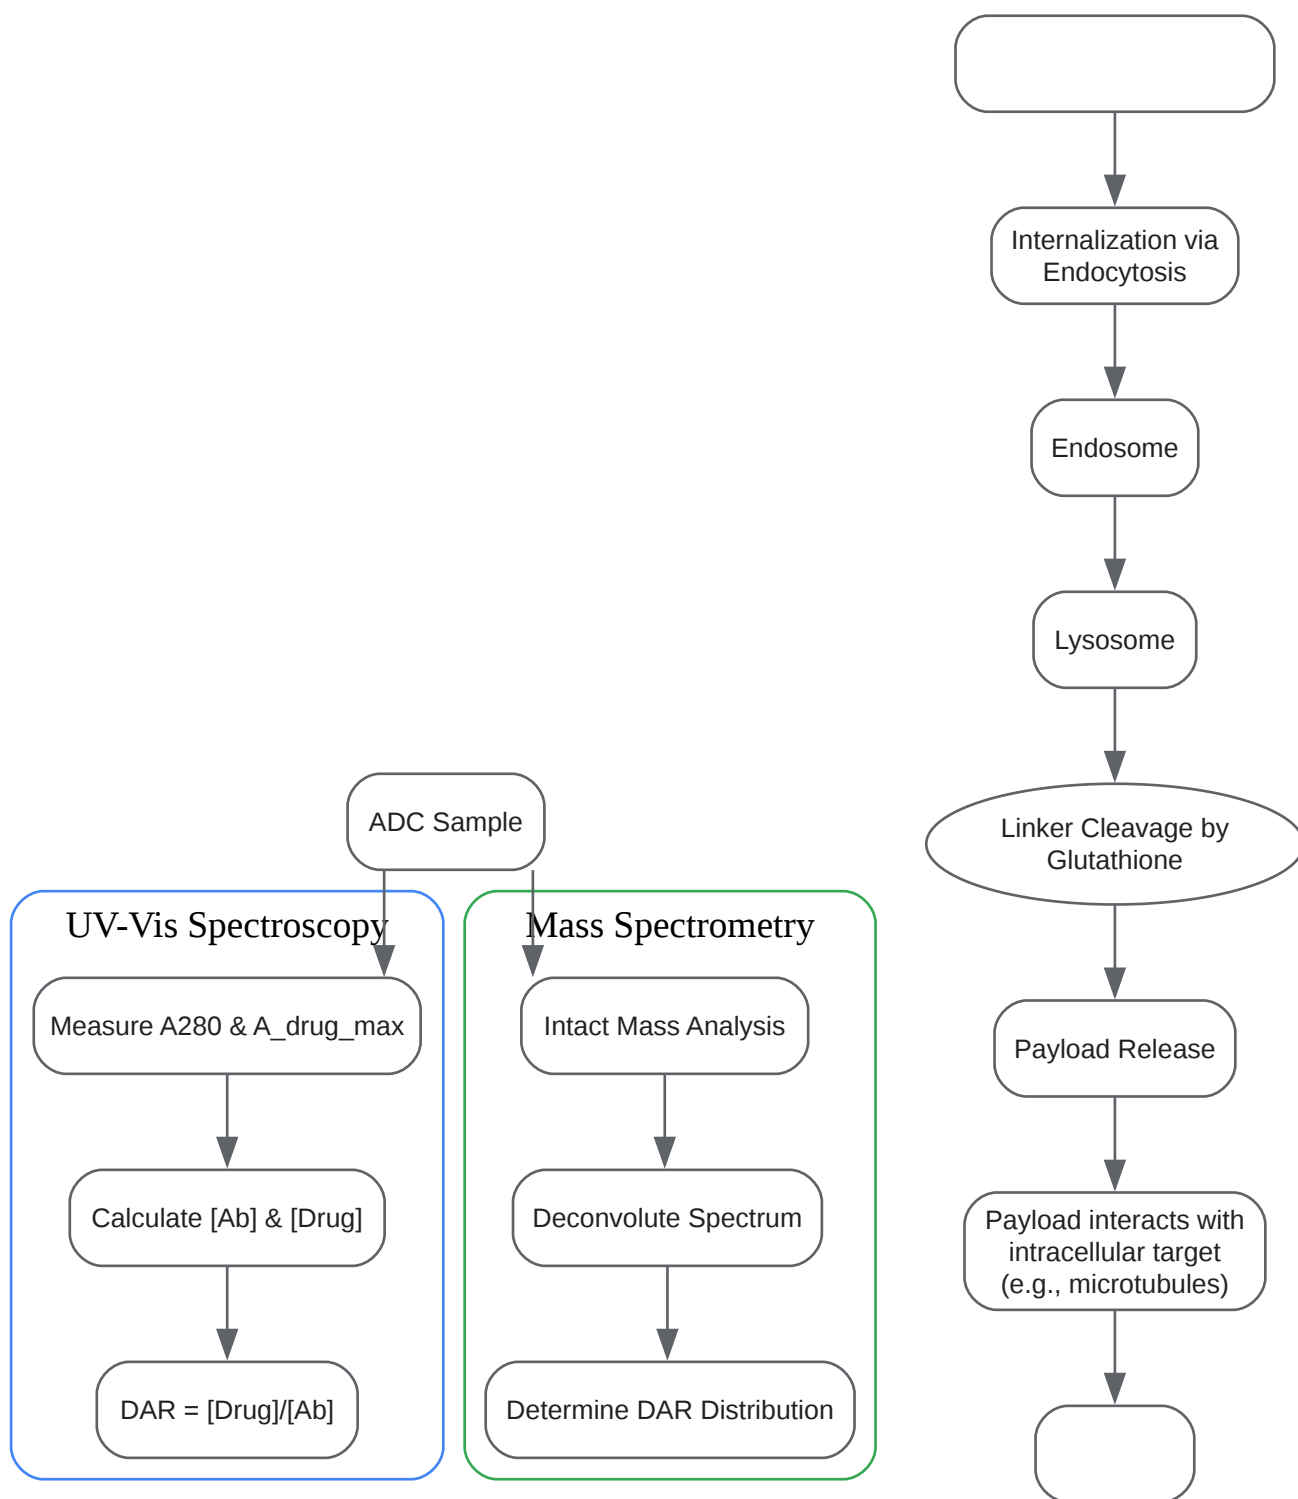 ADC Sample
UV-Vis Spectroscopy
Measure A280 & A_drug_max
Calculate [Ab] & [Drug]
DAR = [Drug]/[Ab]
Mass Spectrometry
Intact Mass Analysis
Deconvolute Spectrum
Determine DAR Distribution
Internalization via
Endocytosis
Endosome
Lysosome
Linker Cleavage by
Glutathione
Payload Release
Payload interacts with
intracellular target
(e.g., microtubules)